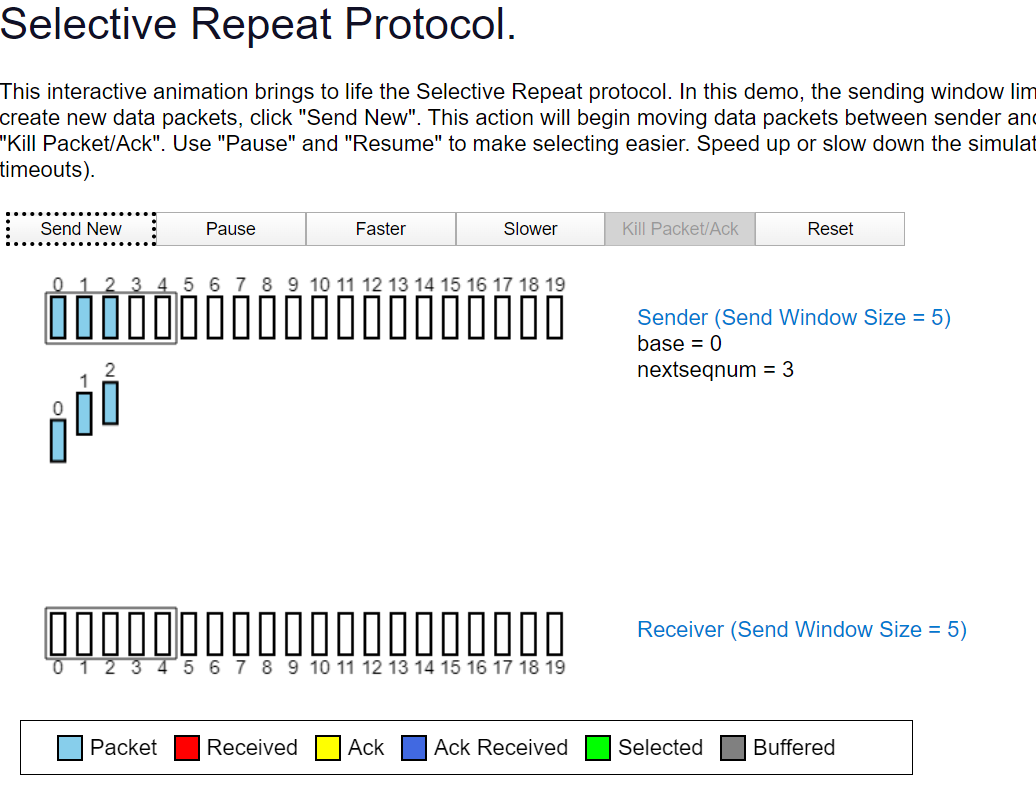 Selective Repeat Protocol.
This interactive animation brings to life the Selective Repeat protocol. In this demo, the sending window lim
create new data packets, click "Send New". This action will begin moving data packets between sender and
"Kill Packet/Ack". Use "Pause" and "Resume" to make selecting easier. Speed up or slow down the simulat
timeouts).
Send New Pause Faster Slower Kill Packet/Ack Reset
0 1 2 3 4 5 6 7 8 9 10 11 12 13 14 15 16 17 18 19
Sender (Send Window Size = 5)
base = 0
nextseqnum = 3
2
1
0
Receiver (Send Window Size = 5)
0 1 2 3 4 5 6 7 8 9 10 11 12 13 14 15 16 17 18 19
Packet Received Ack Ack Received Selected Buffered